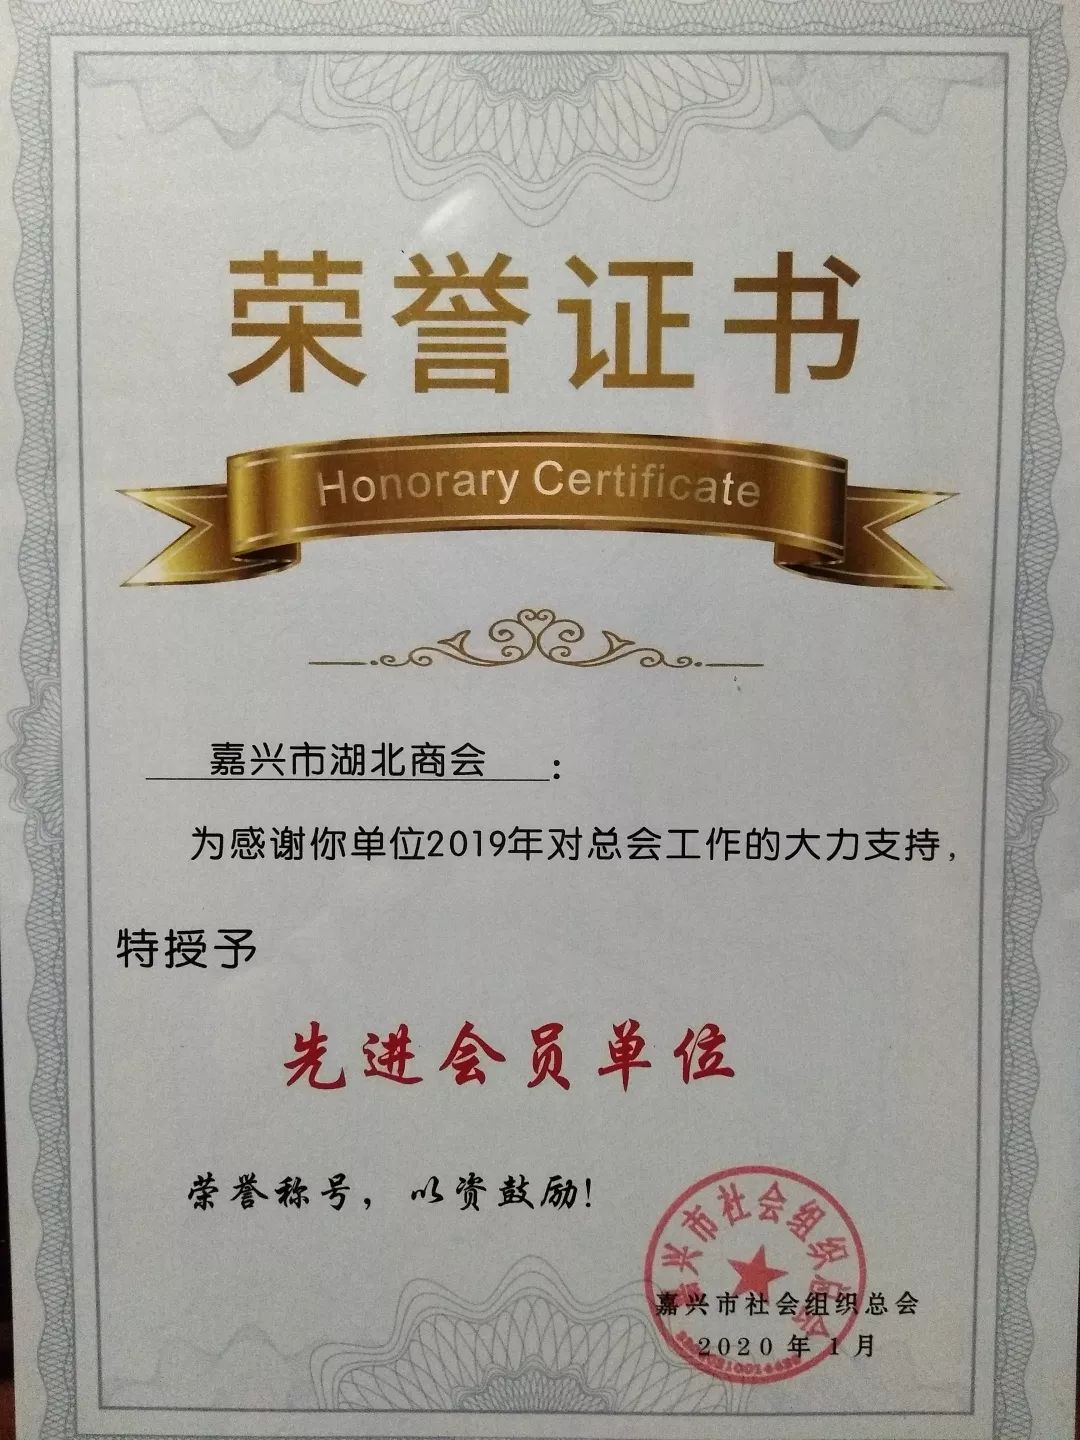 荣誉证书
Honorary Certificate
嘉兴市湖北商会：
为感谢你单位2019年对总会工作的大力支持，
特授予
先进会员单位
荣誉称号，以资鼓励！
嘉兴市社会组织总会
嘉兴市社会组织总会
2020年1月